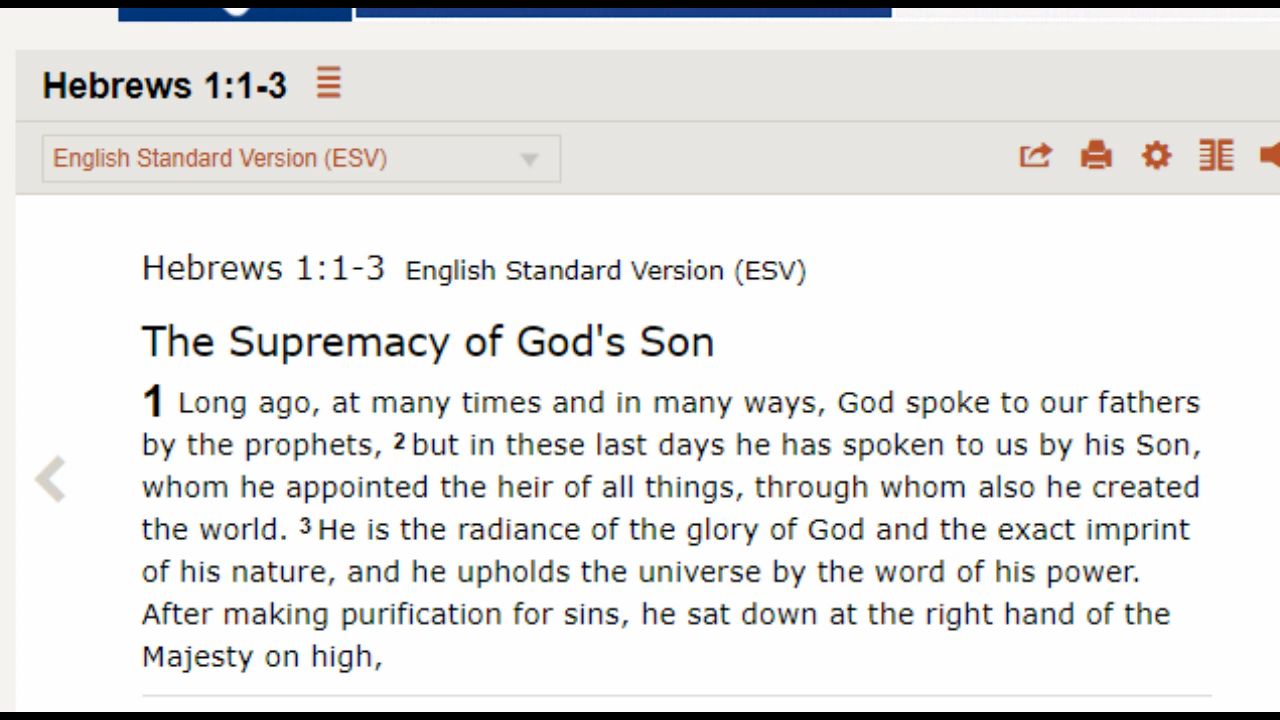 Hebrews 1:1-3
English Standard Version (ESV)
Hebrews 1:1-3 English Standard Version (ESV)
The Supremacy of God's Son
1 Long ago, at many times and in many ways, God spoke to our fathers
by the prophets, 2 but in these last days he has spoken to us by his Son,
whom he appointed the heir of all things, through whom also he created
the world. 3 He is the radiance of the glory of God and the exact imprint
of his nature, and he upholds the universe by the word of his power.
After making purification for sins, he sat down at the right hand of the
Majesty on high,